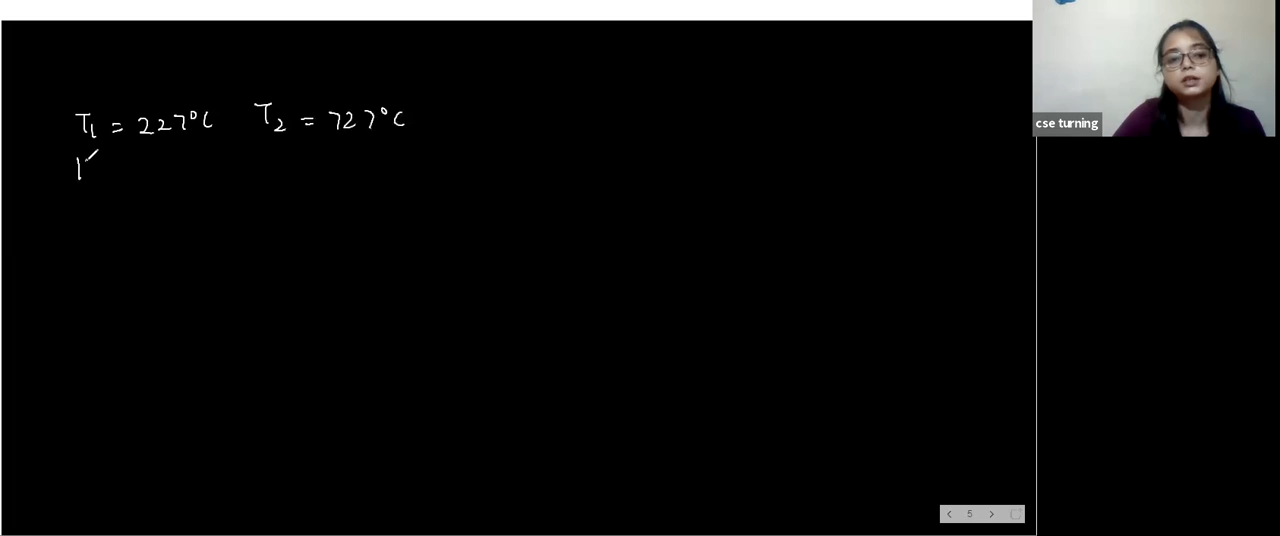 T₁ = 227°C T₂ = 727°C
cse turning
5